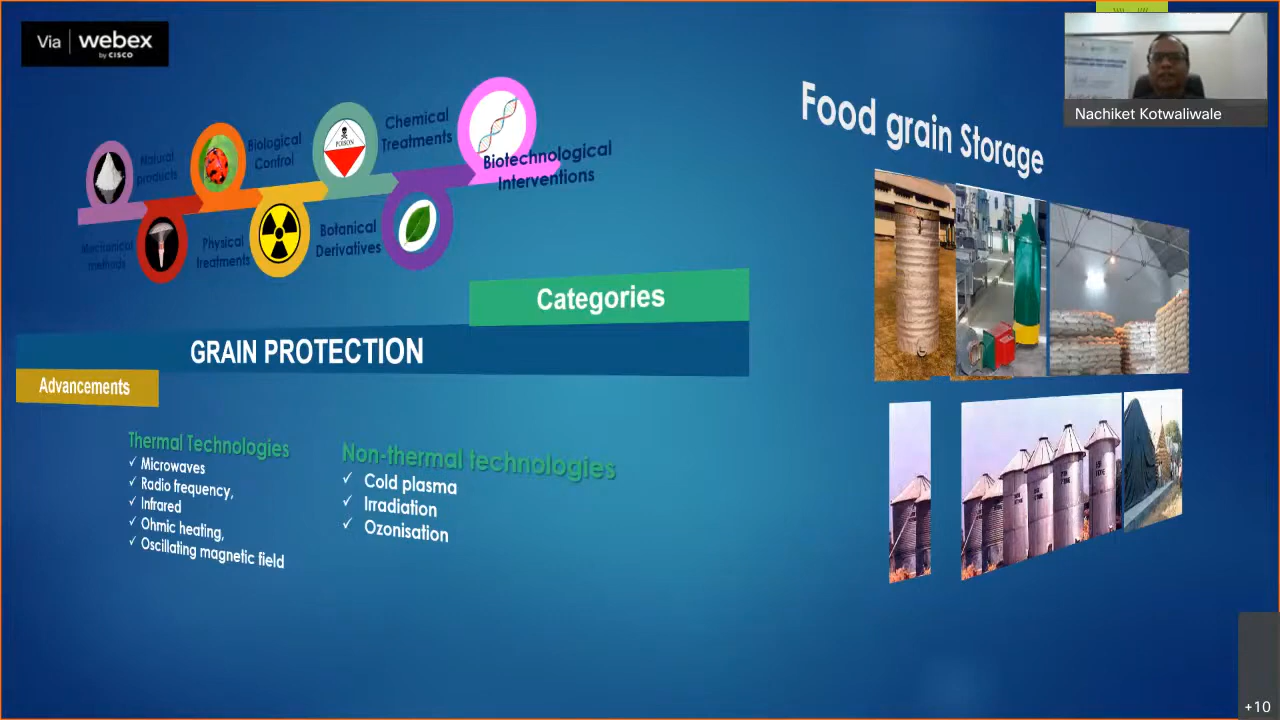 Via webex
by CISCO
Nachiket Kotwaliwale
Food grain Storage
Natural
products
Biological
Control
POISON
Chemical
Treatments
Biotechnological
Interventions
Mechanical
methods
Physical
treatments
Botanical
Derivatives
Categories
GRAIN PROTECTION
Advancements
Thermal Technologies
✓ Microwaves
✓ Radio frequency,
✓ Infrared
✓ Ohmic heating,
✓ Oscillating magnetic field
Non-thermal technologies
✓ Cold plasma
✓ Irradiation
✓ Ozonisation
+10